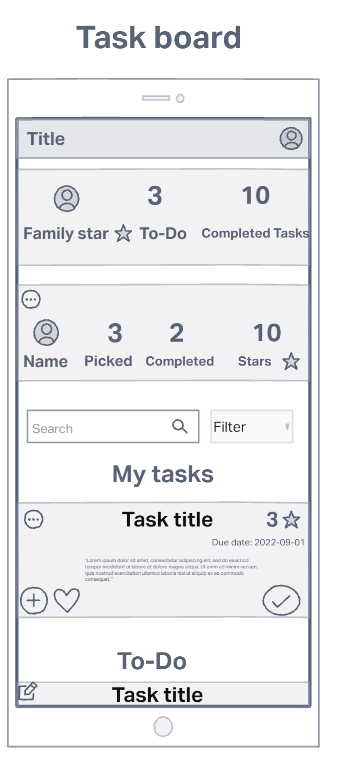 Task board
Title
3 10
Family star To-Do Completed Tasks
3 2 10
Name Picked Completed Stars
Search Filter
My tasks
Task title 3
Due date: 2022-09-01
"Lorem ipsum dolor sit amet, consectetur adipiscing elit, sed do eiusmod
tempor incididunt ut labore et dolore magna aliqua. Ut enim ad minim veniam,
quis nostrud exercitation ullamco laboris nisi ut aliquip ex ea commodo
consequat."
To-Do
Task title